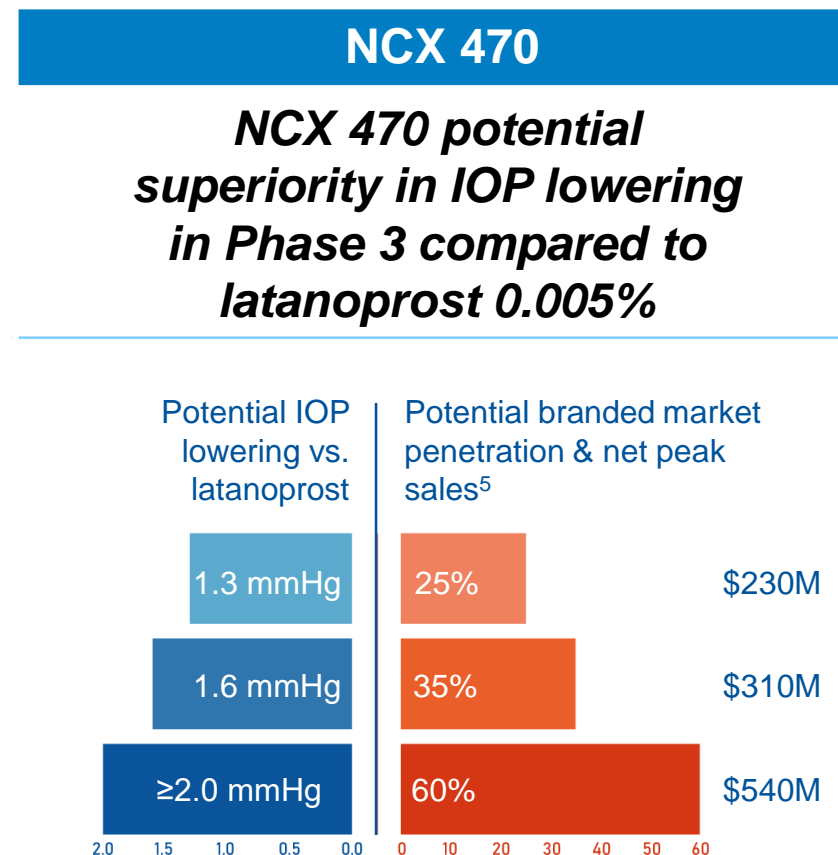 NCX 470
NCX 470 potential
superiority in IOP lowering
in Phase 3 compared to
latanoprost 0.005%
Potential IOP
lowering vs.
latanoprost
Potential branded market
penetration & net peak
sales5
1.3 mmHg
25%
$230M
1.6 mmHg
35%
$310M
≥2.0 mmHg
60%
$540M
2.0 1.5 1.0 0.5 0.0
0 10 20 30 40 50 60